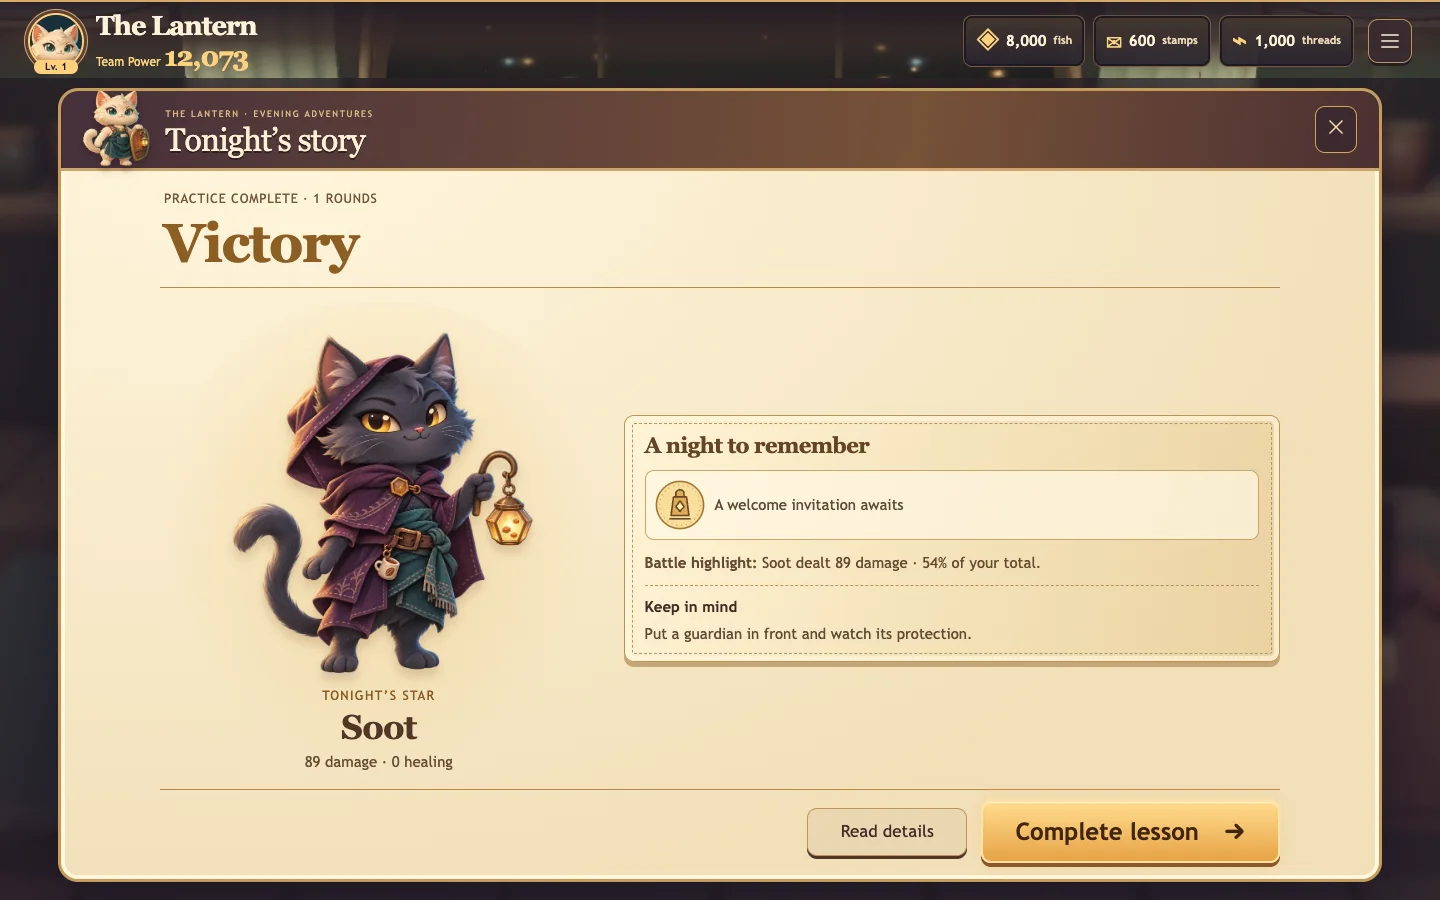 The Lantern
Team Power 12,073
Lv. 1
8,000 fish
600 stamps
1,000 threads
THE LANTERN · EVENING ADVENTURES
Tonight’s story
PRACTICE COMPLETE · 1 ROUNDS
Victory
A night to remember
A welcome invitation awaits
Battle highlight: Soot dealt 89 damage · 54% of your total.
Keep in mind
Put a guardian in front and watch its protection.
TONIGHT’S STAR
Soot
89 damage · 0 healing
Read details
Complete lesson →